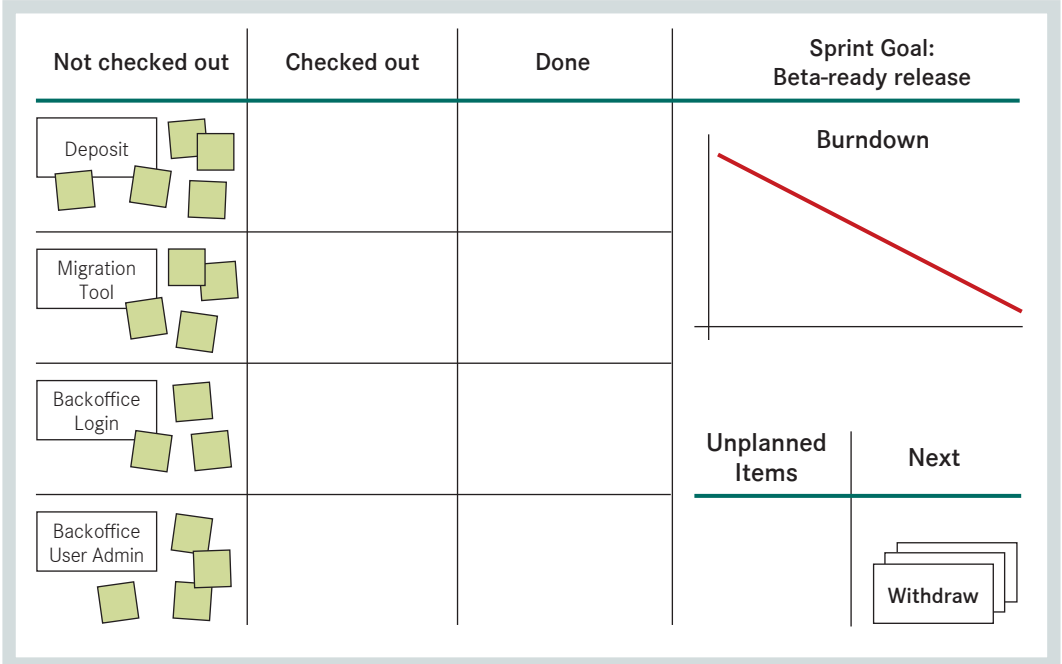 Not checked out
Checked out
Done
Sprint Goal:
Beta-ready release
Deposit
Migration
Tool
Backoffice
Login
Backoffice
User Admin
Burndown
Unplanned
Items
Next
Withdraw